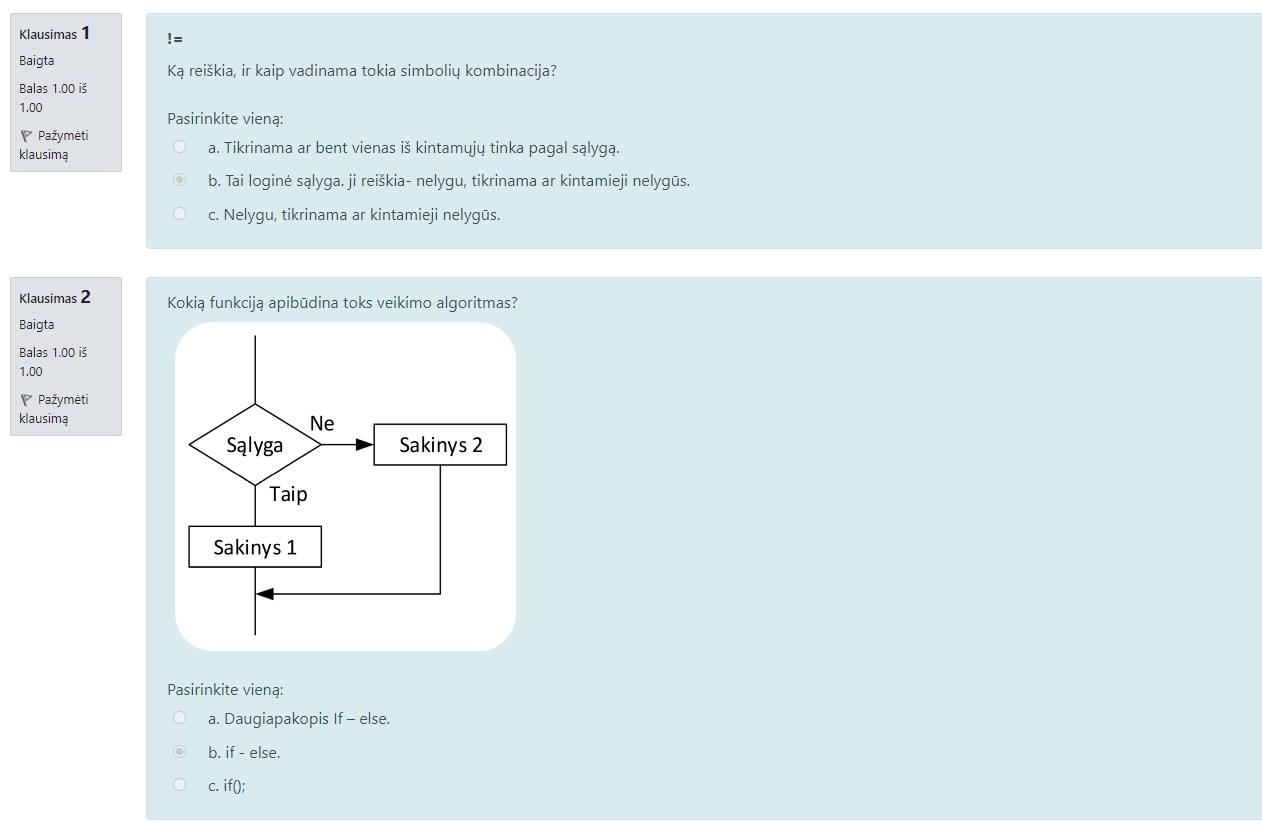 Klausimas 1
Baigta
Balas 1.00 iš
1.00
Pažymėti
klausimą
!=
Ką reiškia, ir kaip vadinama tokia simbolių kombinacija?
Pasirinkite vieną:
a. Tikrinama ar bent vienas iš kintamųjų tinka pagal sąlygą.
b. Tai loginė sąlyga. ji reiškia- nelygu, tikrinama ar kintamieji nelygūs.
c. Nelygu, tikrinama ar kintamieji nelygūs.
Klausimas 2
Baigta
Balas 1.00 iš
1.00
Pažymėti
klausimą
Kokią funkciją apibūdina toks veikimo algoritmas?
Ne
Sąlyga
Sakinys 2
Taip
Sakinys 1
Pasirinkite vieną:
a. Daugiapakopis If – else.
b. if - else.
c. if();